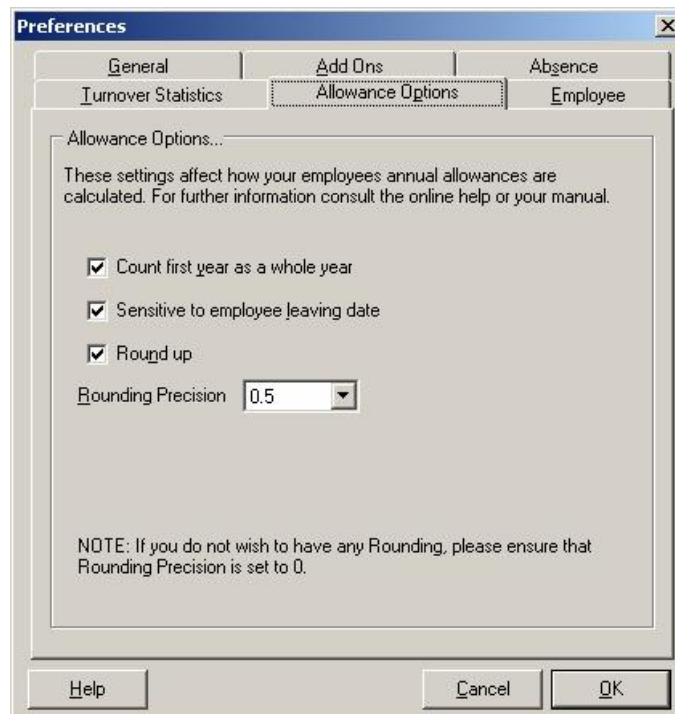 Preferences
General
Add Ons
Absence
Turnover Statistics
Allowance Options
Employee
Allowance Options...
These settings affect how your employees annual allowances are
calculated. For further information consult the online help or your manual.
Count first year as a whole year
Sensitive to employee leaving date
Round up
Rounding Precision 0.5
NOTE: If you do not wish to have any Rounding, please ensure that
Rounding Precision is set to 0.
Help
Cancel
OK